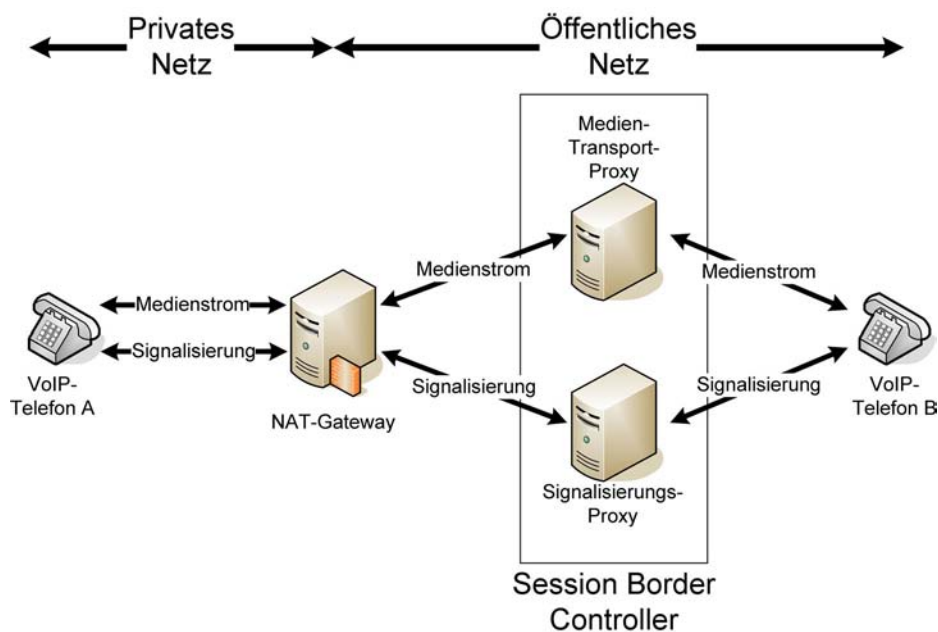 Privates
Netz
Öffentliches
Netz
Medien-
Transport-
Proxy
Medienstrom
Medienstrom
Medienstrom
Signalisierung
Signalisierung
Signalisierung
VoIP-
Telefon A
NAT-Gateway
VoIP-
Telefon B
Signalisierungs-
Proxy
Session Border
Controller